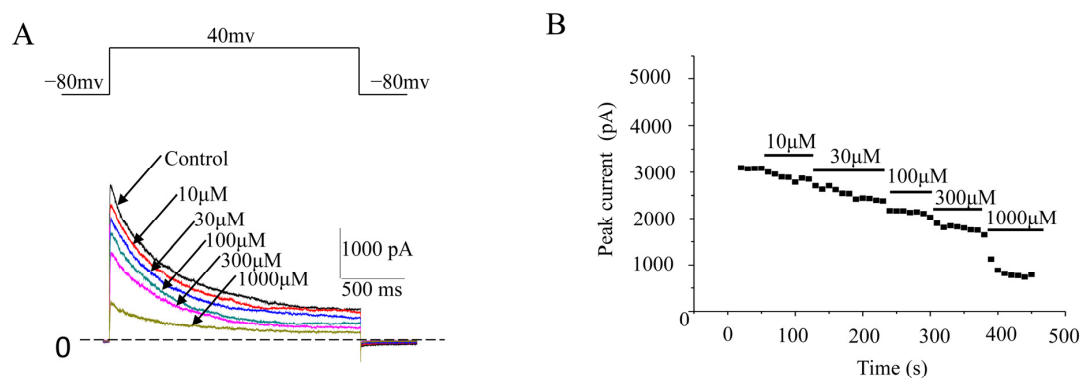 A
40mv
−80mv
−80mv
Control
10µM
30µM
100µM
300µM
1000µM
1000 pA
500 ms
0
B
Peak current (pA)
5000
4000
3000
2000
1000
0
10µM
30µM
100µM
300µM
1000µM
0
100
200
300
400
500
Time (s)